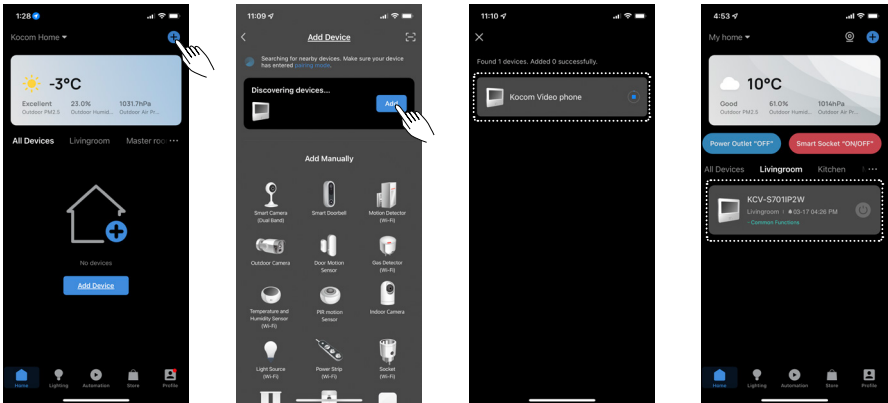 1:28
Kocom Home
-3°C
Excellent 23.0% 1031.7hPa
Outdoor PM2.5 Outdoor Humid... Outdoor Air Pr...
All Devices Livingroom Master roo ...
No devices
Add Device
Home Lighting Automation Store Profile
11:09
Add Device
Searching for nearby devices. Make sure your device
has entered pairing mode.
Discovering devices...
Add
Add Manually
Smart Camera
(Dual Band)
Smart Doorbell
Motion Detector
(Wi-Fi)
Outdoor Camera
Door Motion
Sensor
Gas Detector
(Wi-Fi)
Temperature and
Humidity Sensor
(Wi-Fi)
PIR motion
Sensor
Indoor Camera
Light Source
(Wi-Fi)
Power Strip
(Wi-Fi)
Socket
(Wi-Fi)
11:10
Found 1 devices. Added 0 successfully.
Kocom Video phone
4:53
My home
10°C
Good 61.0% 1014hPa
Outdoor PM2.5 Outdoor Humid... Outdoor Air Pr...
Power Outlet "OFF" Smart Socket "ON/OFF"
All Devices Livingroom Kitchen ...
KCV-S701IP2W
Livingroom | 03-17 04:26 PM
Common Functions
Home Lighting Automation Store Profile